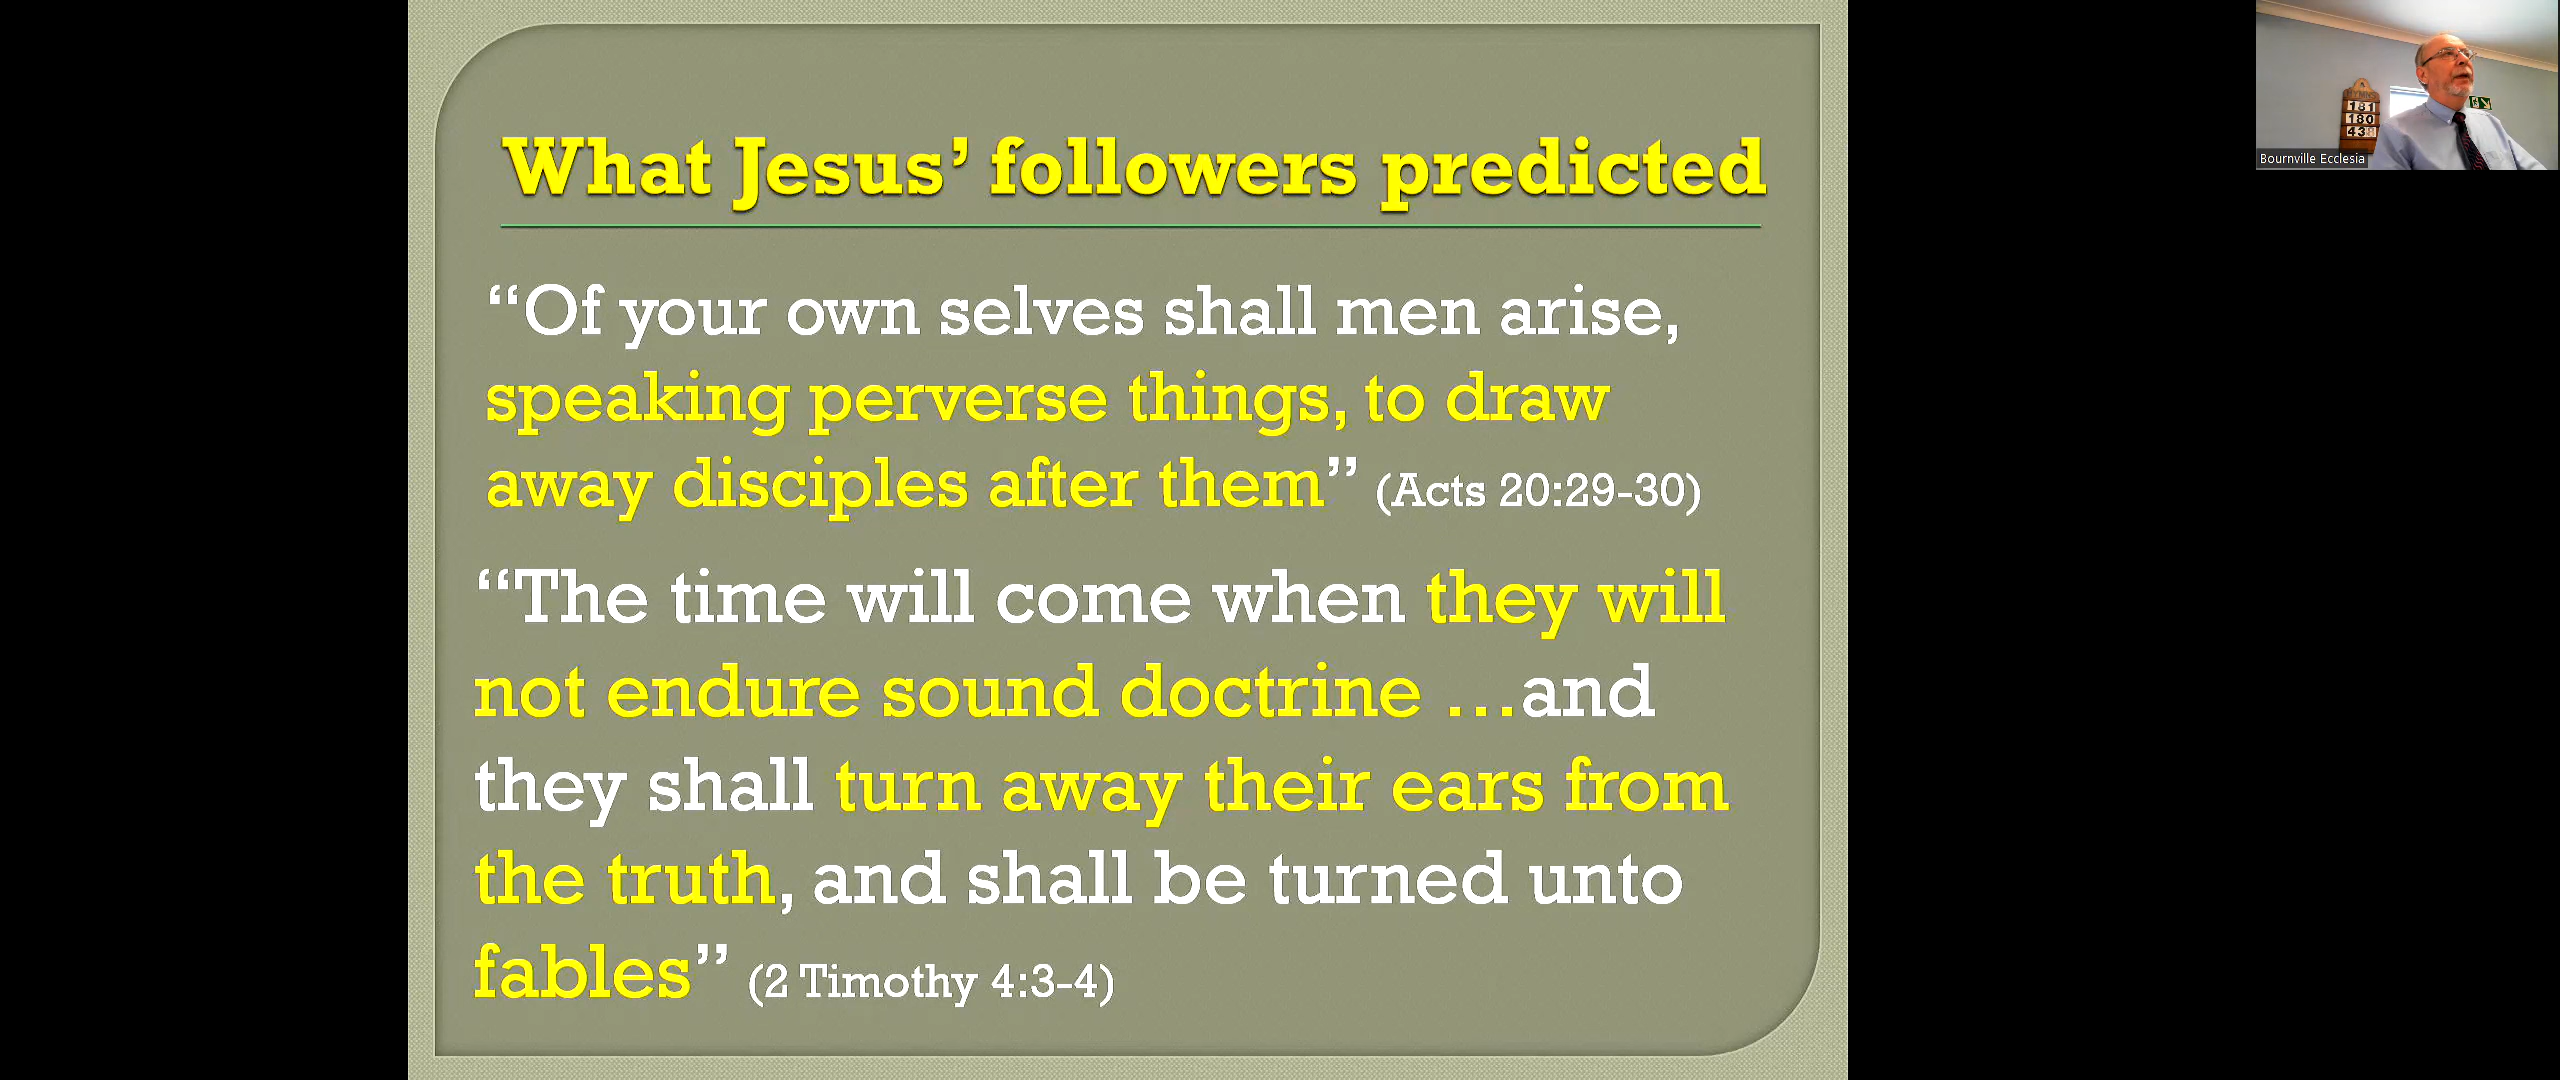 What Jesus’ followers predicted
“Of your own selves shall men arise,
speaking perverse things, to draw
away disciples after them” (Acts 20:29-30)
“The time will come when they will
not endure sound doctrine …and
they shall turn away their ears from
the truth, and shall be turned unto
fables” (2 Timothy 4:3-4)
HYMNS
181
180
Bournville Ecclesia